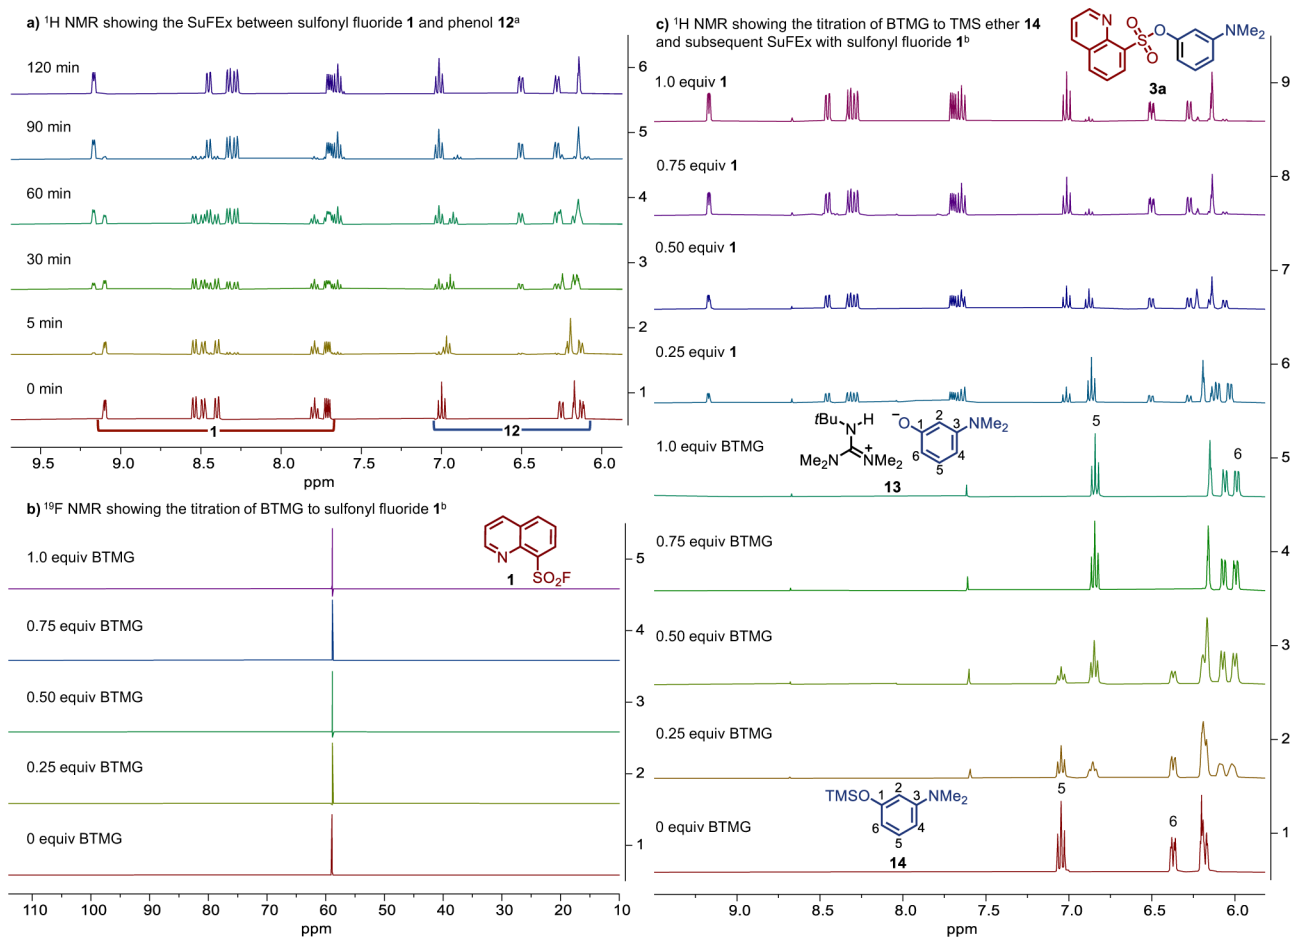 a) ¹H NMR showing the SuFEx between sulfonyl fluoride 1 and phenol 12ᵃ
120 min
6
90 min
5
60 min
4
30 min
3
5 min
2
0 min
1
1
12
9.5 9.0 8.5 8.0 7.5 7.0 6.5 6.0
ppm
b) ¹⁹F NMR showing the titration of BTMG to sulfonyl fluoride 1ᵇ
1.0 equiv BTMG
N
SO₂F
1
5
0.75 equiv BTMG
4
0.50 equiv BTMG
3
0.25 equiv BTMG
2
0 equiv BTMG
1
110 100 90 80 70 60 50 40 30 20 10
ppm
c) ¹H NMR showing the titration of BTMG to TMS ether 14
and subsequent SuFEx with sulfonyl fluoride 1ᵇ
N
O
S
O
O
NMe₂
3a
1.0 equiv 1
9
0.75 equiv 1
8
0.50 equiv 1
7
0.25 equiv 1
6
tBu
N
H
Me₂N
+
NMe₂
13
−
O
1
2
3
4
5
6
NMe₂
1.0 equiv BTMG
5
6
5
0.75 equiv BTMG
4
0.50 equiv BTMG
3
0.25 equiv BTMG
2
TMSO
1
2
3
4
5
6
NMe₂
14
0 equiv BTMG
5
6
1
9.0 8.5 8.0 7.5 7.0 6.5 6.0
ppm